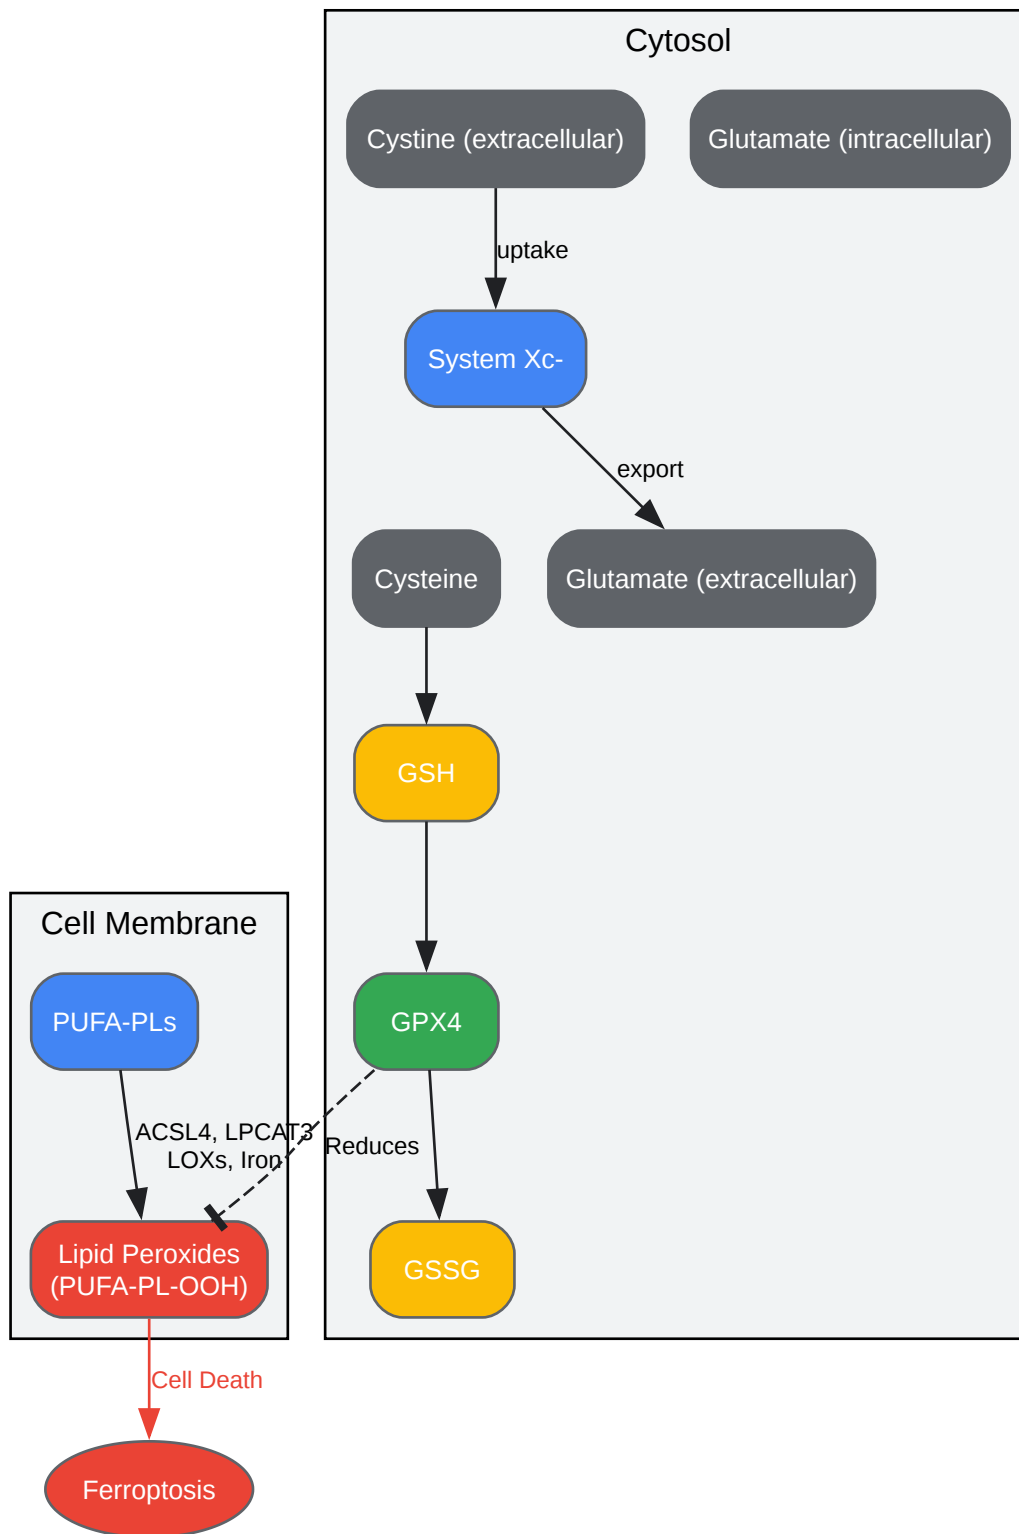 Cytosol
Cystine (extracellular)
Glutamate (intracellular)
uptake
System Xc-
export
Cysteine
Glutamate (extracellular)
GSH
Cell Membrane
PUFA-PLs
GPX4
ACSL4, LPCAT3
LOXs, Iron
Reduces
Lipid Peroxides
(PUFA-PL-OOH)
GSSG
Cell Death
Ferroptosis